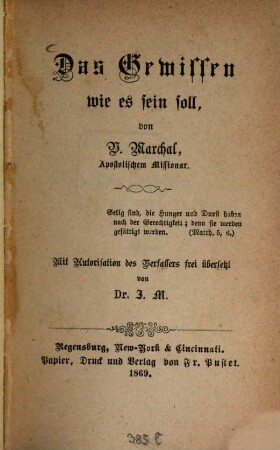 Das Gewissen
wie es sein soll,
von
V. Marchal,
Apostolischem Missionar.
Selig sind, die Hunger und Durst haben
nach der Gerechtigkeit; denn sie werden
gesättigt werden. (Matth. 5, 6.)
Mit Autorisation des Verfassers frei übersetzt
von
Dr. J. M.
Regensburg, New-York & Cincinnati.
Papier, Druck und Verlag von Fr. Pustet.
1869.